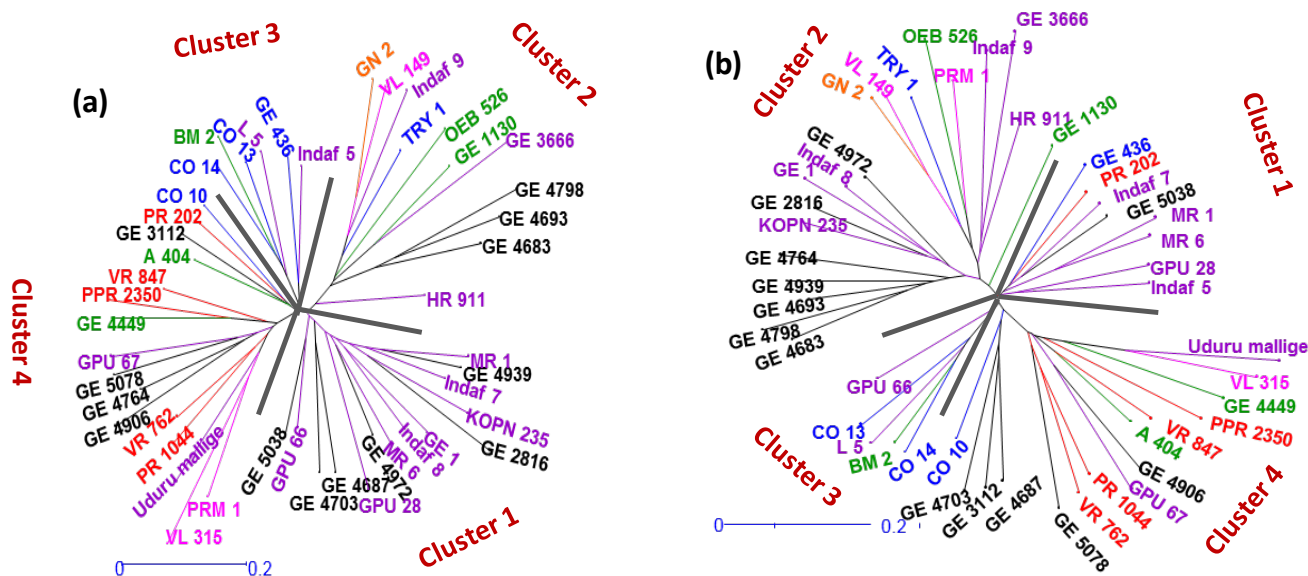 (a)
Cluster 3
Cluster 2
GN 2
VL 149
Indaf 9
TRY 1
OEB 526
GE 1130
GE 3666
GE 4798
GE 4693
GE 4683
HR 911
BM 2
CO 13
L 5
GE 436
Indaf 5
CO 14
CO 10
PR 202
GE 3112
A 404
VR 847
PPR 2350
GE 4449
Cluster 4
GPU 67
GE 5078
GE 4764
GE 4906
VR 762
PR 1044
Uduru mallige
PRM 1
VL 315
GE 5038
GPU 66
GE 4703
GE 4687
GPU 28
GE 4972
MR 6
Indaf 8
GE 1
GE 2816
KOPN 235
Indaf 7
GE 4939
MR 1
Cluster 1
0
0.2
(b)
Cluster 2
Cluster 1
GN 2
VL 149
TRY 1
OEB 526
PRM 1
Indaf 9
GE 3666
HR 911
GE 1130
GE 436
PR 202
Indaf 7
GE 5038
MR 1
MR 6
GPU 28
Indaf 5
GE 4972
Indaf 8
GE 1
GE 2816
KOPN 235
GE 4764
GE 4939
GE 4693
GE 4798
GE 4683
GPU 66
CO 13
L 5
BM 2
CO 14
CO 10
GE 4703
GE 3112
GE 4687
Cluster 3
Uduru mallige
VL 315
GE 4449
PPR 2350
VR 847
A 404
GE 4906
GPU 67
PR 1044
VR 762
GE 5078
Cluster 4
0
0.2